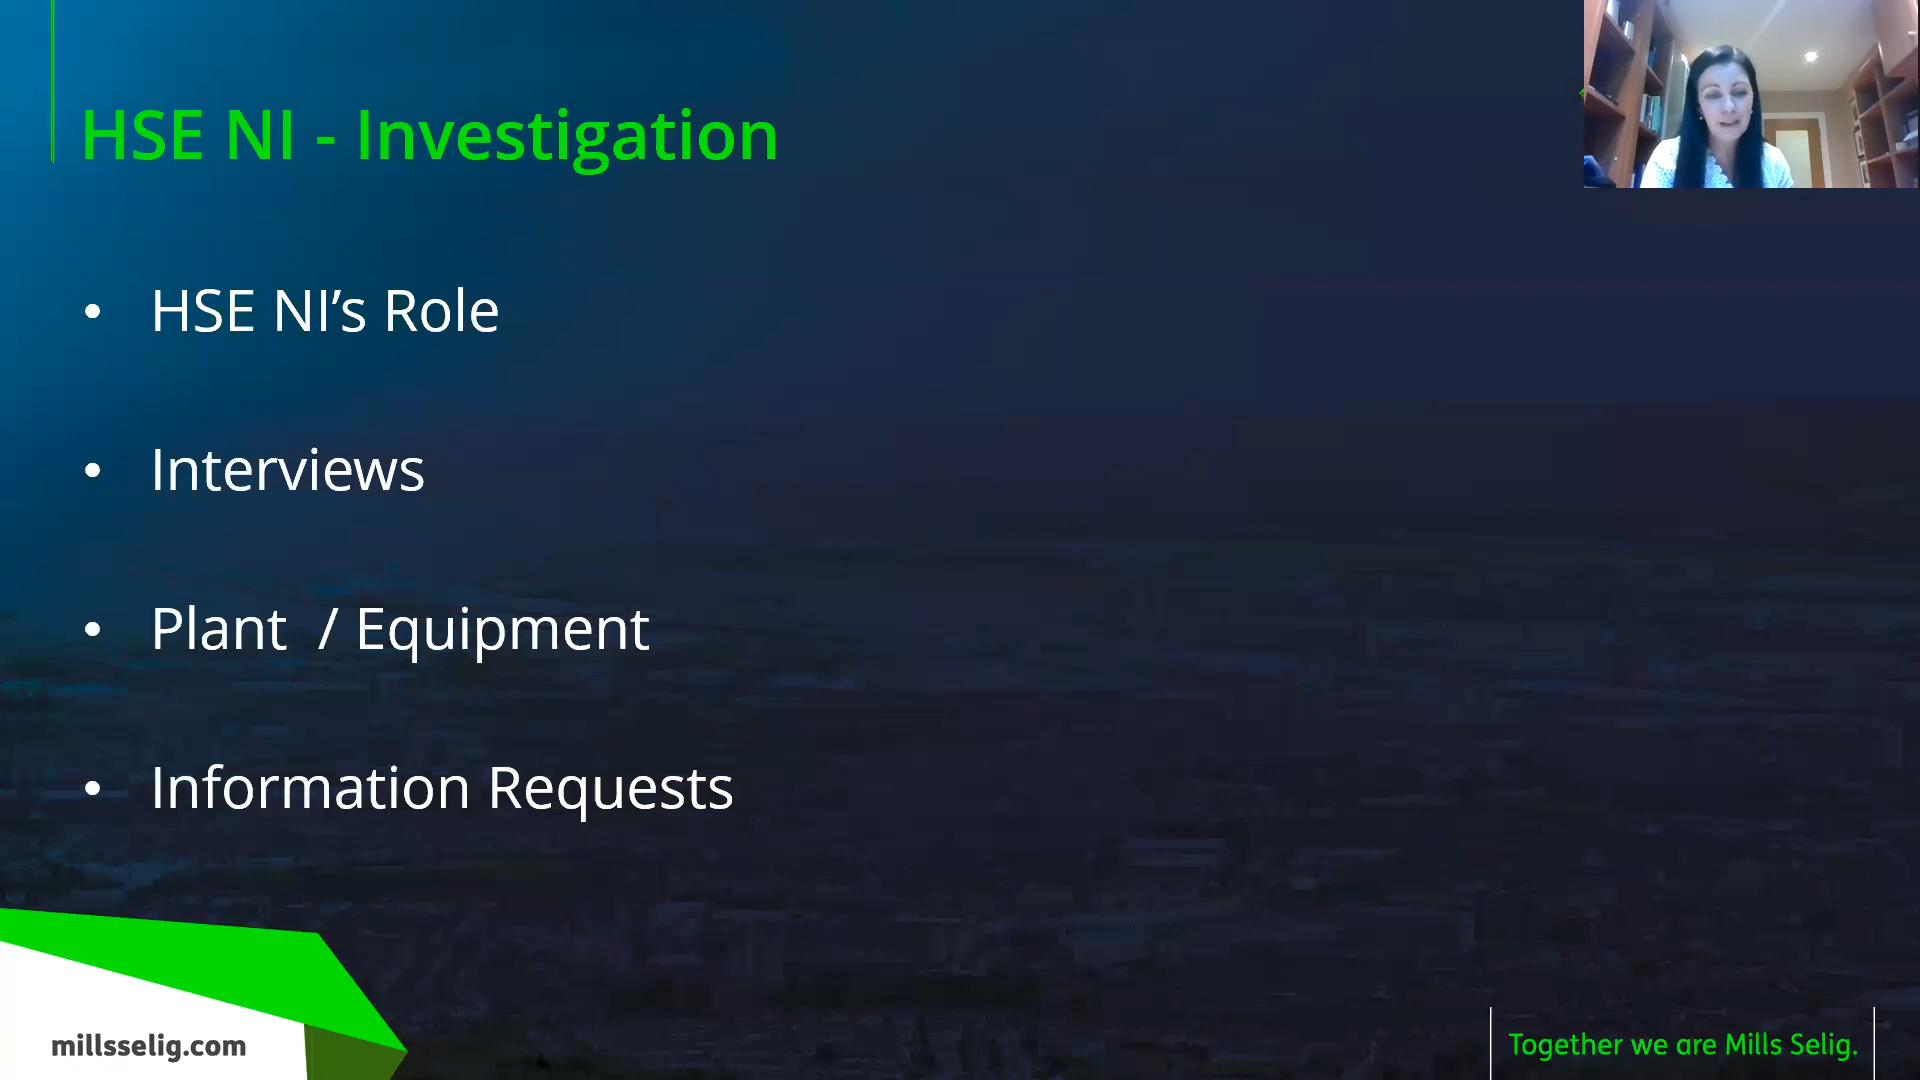 HSE NI - Investigation
• HSE NI’s Role
• Interviews
• Plant  / Equipment
• Information Requests
millsselig.com
Together we are Mills Selig.